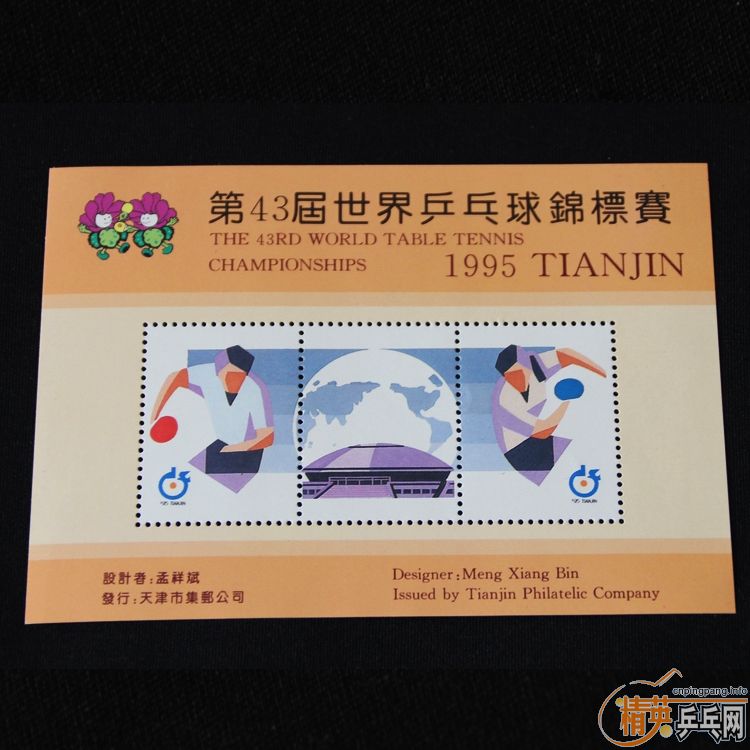 第43屆世界乒乓球錦標賽
THE 43RD WORLD TABLE TENNIS
CHAMPIONSHIPS 1995 TIANJIN
'95 TIANJIN
'95 TIANJIN
設計者:孟祥斌
發行:天津市集郵公司
Designer:Meng Xiang Bin
Issued by Tianjin Philatelic Company
cnpingpang.info
精英乒乓网